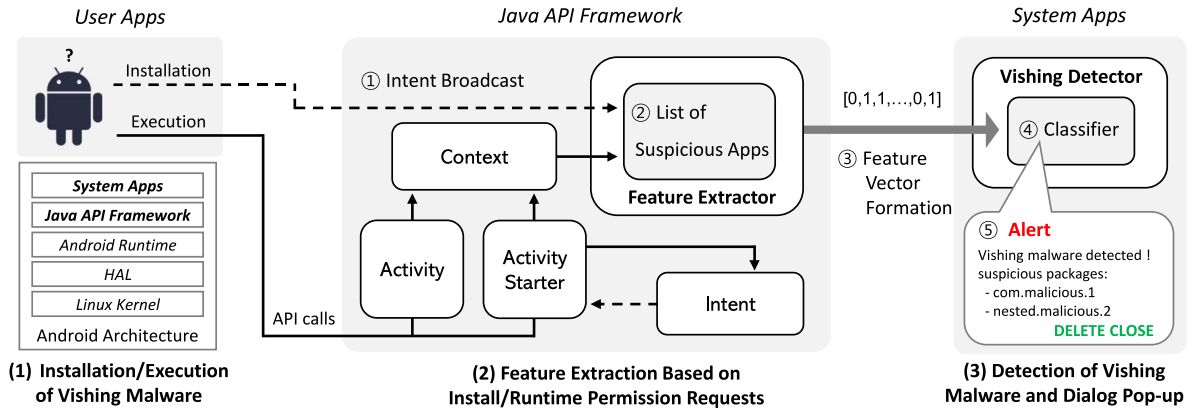 User Apps
?
Installation
Execution
System Apps
Java API Framework
Android Runtime
HAL
Linux Kernel
Android Architecture
(1) Installation/Execution
of Vishing Malware
Java API Framework
① Intent Broadcast
② List of
Suspicious Apps
Feature Extractor
Context
Activity
Activity
Starter
Intent
API calls
(2) Feature Extraction Based on
Install/Runtime Permission Requests
[0,1,1,...,0,1]
③ Feature
Vector
Formation
System Apps
Vishing Detector
④ Classifier
⑤ Alert
Vishing malware detected !
suspicious packages:
- com.malicious.1
- nested.malicious.2
DELETE CLOSE
(3) Detection of Vishing
Malware and Dialog Pop-up